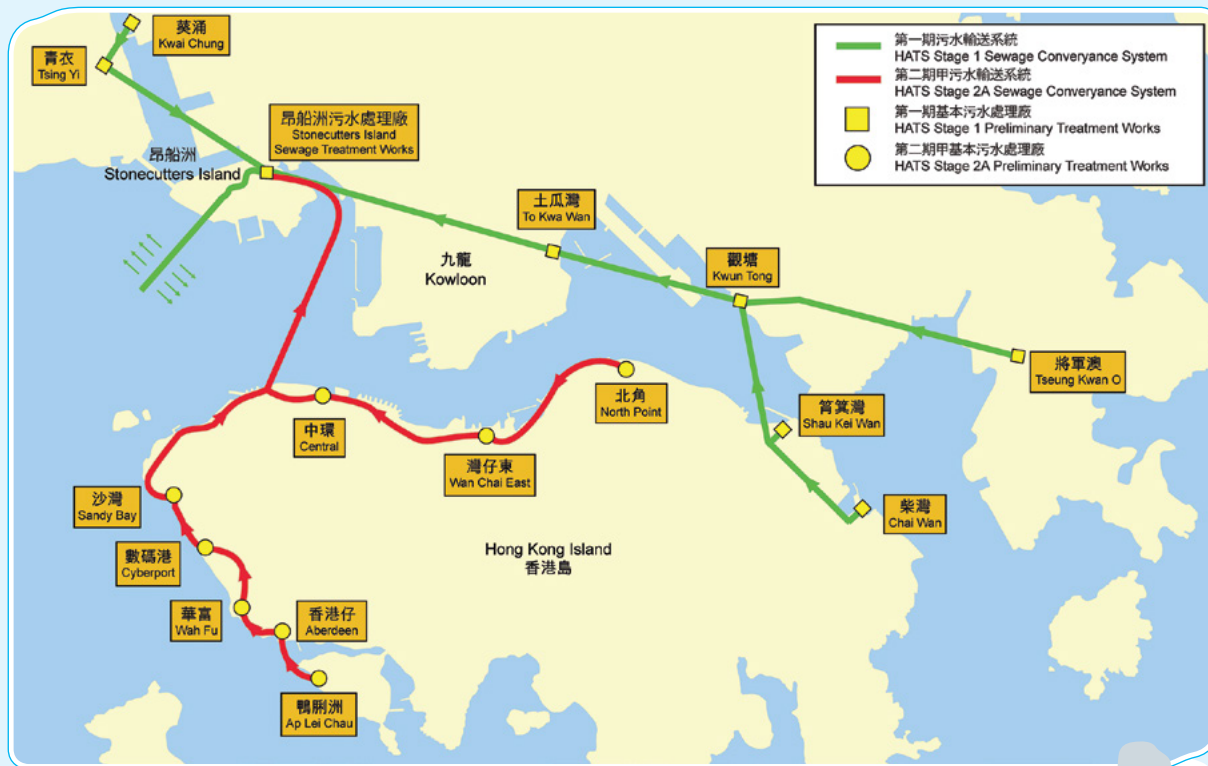 葵涌
Kwai Chung
青衣
Tsing Yi
昂船洲污水處理廠
Stonecutters Island
Sewage Treatment Works
昂船洲
Stonecutters Island
第一期污水輸送系統
HATS Stage 1 Sewage Converyance System
第二期甲污水輸送系統
HATS Stage 2A Sewage Converyance System
第一期基本污水處理廠
HATS Stage 1 Preliminary Treatment Works
第二期甲基本污水處理廠
HATS Stage 2A Preliminary Treatment Works
土瓜灣
To Kwa Wan
九龍
Kowloon
觀塘
Kwun Tong
將軍澳
Tseung Kwan O
北角
North Point
筲箕灣
Shau Kei Wan
中環
Central
灣仔東
Wan Chai East
柴灣
Chai Wan
沙灣
Sandy Bay
數碼港
Cyberport
Hong Kong Island
香港島
華富
Wah Fu
香港仔
Aberdeen
鴨脷洲
Ap Lei Chau